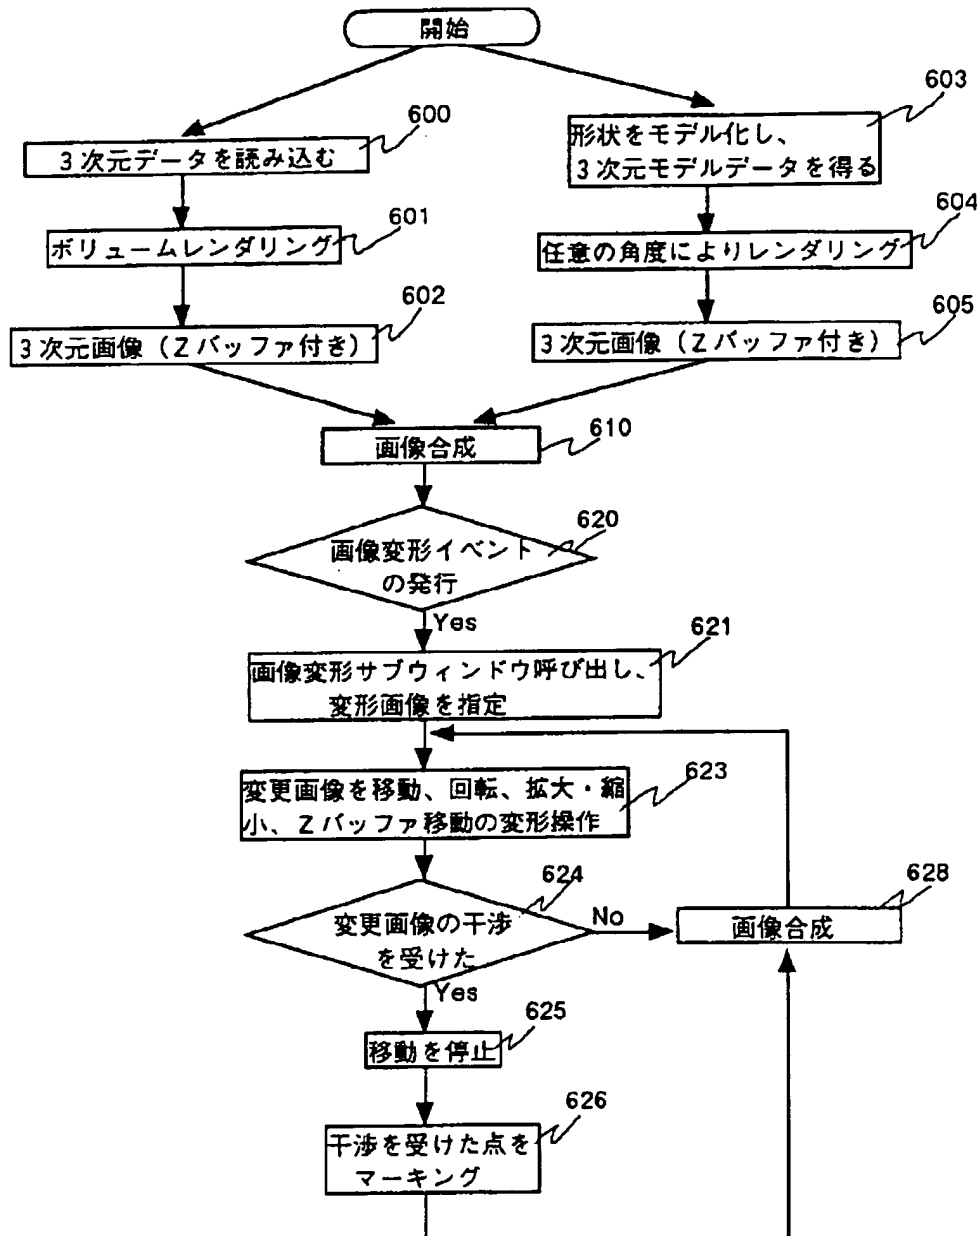 開始
600
3次元データを読み込む
601
ボリュームレンダリング
602
3次元画像（Zバッファ付き）
603
形状をモデル化し、
3次元モデルデータを得る
604
任意の角度によりレンダリング
605
3次元画像（Zバッファ付き）
610
画像合成
620
画像変形イベント
の発行
Yes
621
画像変形サブウィンドウ呼び出し、
変形画像を指定
623
変更画像を移動、回転、拡大・縮
小、Zバッファ移動の変形操作
624
変更画像の干渉
を受けた
No
628
画像合成
Yes
625
移動を停止
626
干渉を受けた点を
マーキング